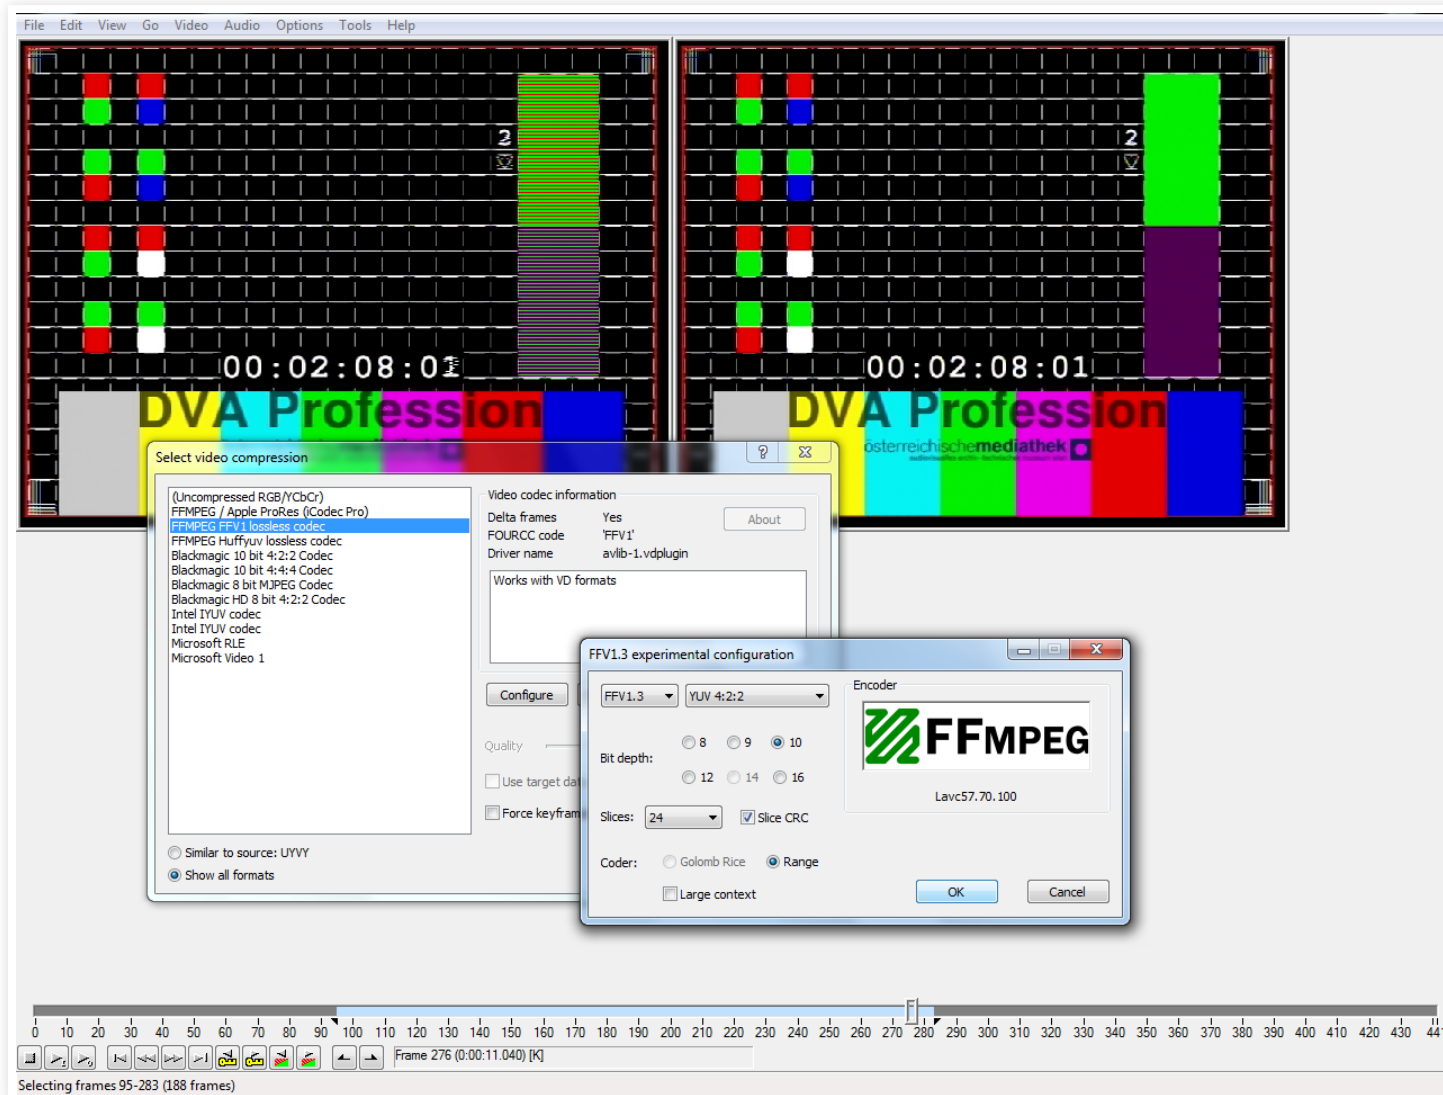 File Edit View Go Video Audio Options Tools Help
2
2
00:02:08:0
00:02:08:01
DVA Profession
DVA Profession
österreichischemediathek
Select video compression
(Uncompressed RGB/YCbCr)
FFMPEG / Apple ProRes (iCodec Pro)
FFMPEG FFV1 lossless codec
FFMPEG Huffyuv lossless codec
Blackmagic 10 bit 4:2:2 Codec
Blackmagic 10 bit 4:4:4 Codec
Blackmagic 8 bit MJPEG Codec
Blackmagic HD 8 bit 4:2:2 Codec
Intel IYUV codec
Intel IYUV codec
Microsoft RLE
Microsoft Video 1
Similar to source: UYVY
Show all formats
Video codec information
Delta frames Yes
FOURCC code 'FFV1'
Driver name avlib-1.vdplugin
About
Works with VD formats
Configure
Quality
Use target dat
Force keyfram
FFV1.3 experimental configuration
FFV1.3 YUV 4:2:2
Bit depth:
8 9 10
12 14 16
Slices: 24 Slice CRC
Coder: Golomb Rice Range
Large context
Encoder
FFMPEG
Lavc57.70.100
OK Cancel
0 10 20 30 40 50 60 70 80 90 100 110 120 130 140 150 160 170 180 190 200 210 220 230 240 250 260 270 280 290 300 310 320 330 340 350 360 370 380 390 400 410 420 430 441
Frame 276 (0:00:11.040) [K]
Selecting frames 95-283 (188 frames)